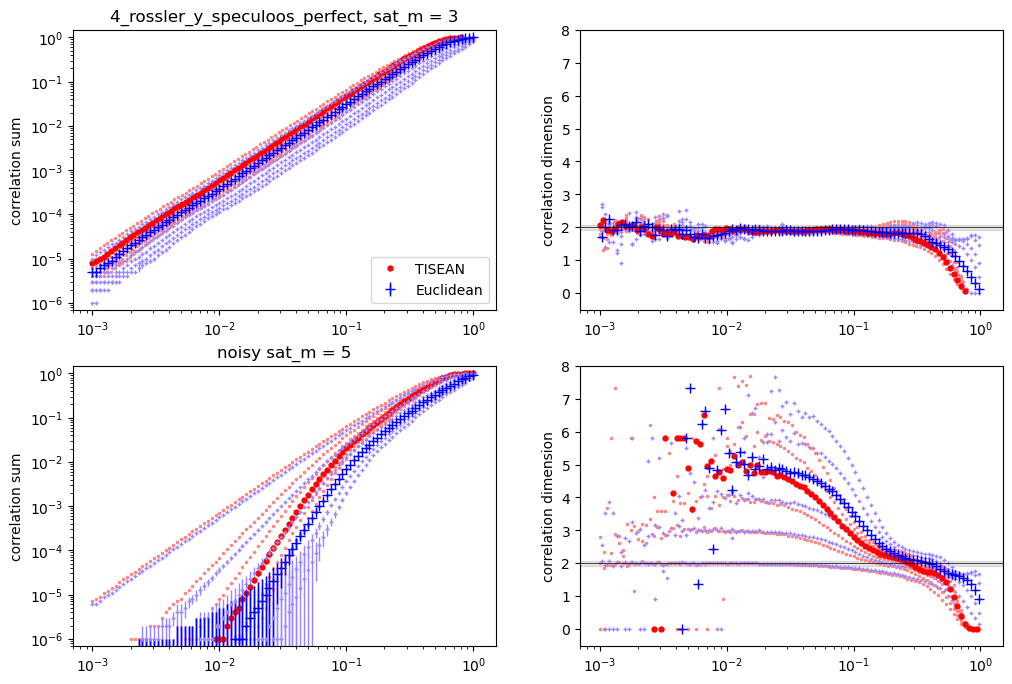 4_rossler_y_speculoos_perfect, sat_m = 3
correlation sum
10⁰
10⁻¹
10⁻²
10⁻³
10⁻⁴
10⁻⁵
10⁻⁶
TISEAN
Euclidean
10⁻³ 10⁻² 10⁻¹ 10⁰
correlation dimension
8
7
6
5
4
3
2
1
0
10⁻³ 10⁻² 10⁻¹ 10⁰
noisy sat_m = 5
correlation sum
10⁰
10⁻¹
10⁻²
10⁻³
10⁻⁴
10⁻⁵
10⁻⁶
10⁻³ 10⁻² 10⁻¹ 10⁰
correlation dimension
8
7
6
5
4
3
2
1
0
10⁻³ 10⁻² 10⁻¹ 10⁰